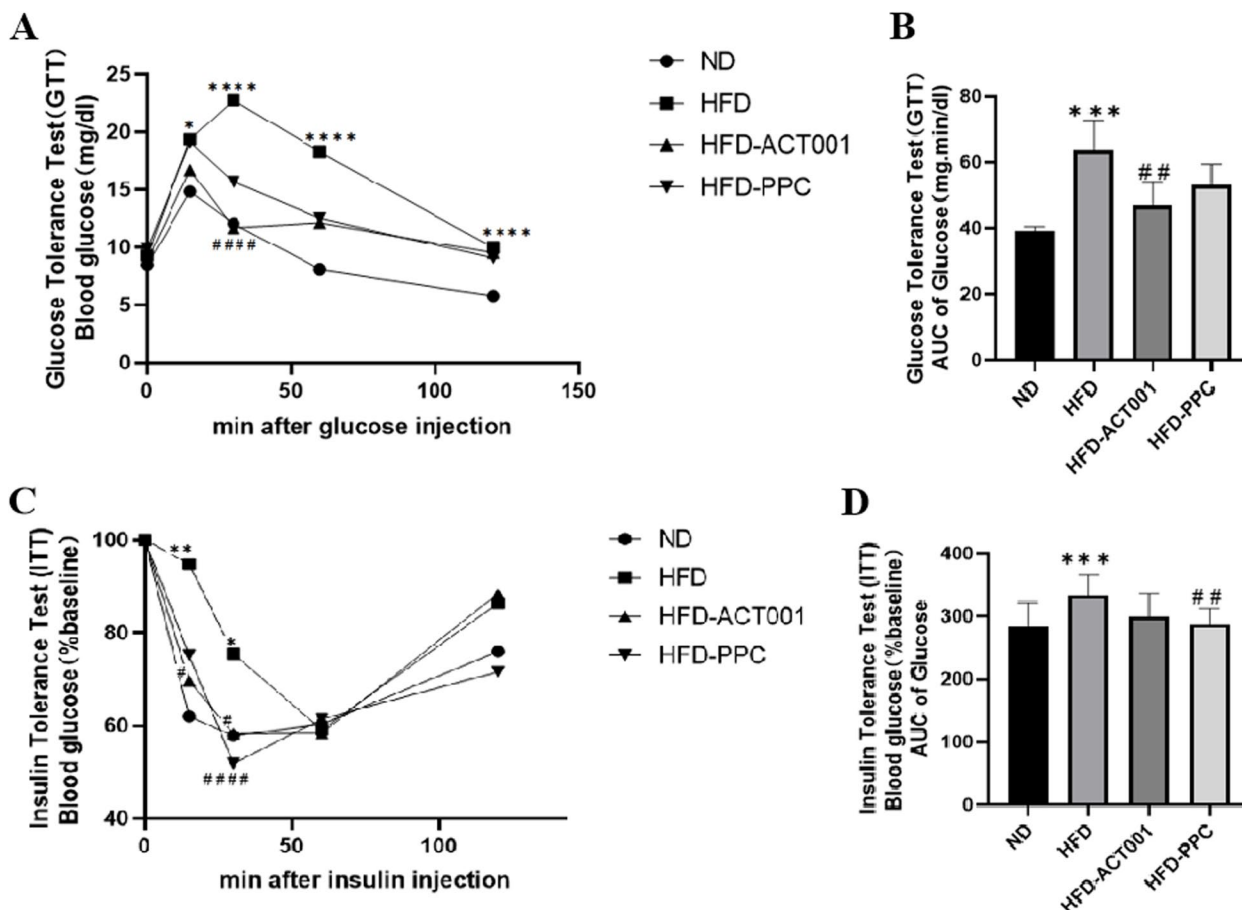 A
Glucose Tolerance Test (GTT)
Blood glucose (mg/dl)
25
20
15
10
5
0
0
50
100
150
min after glucose injection
*
****
****
****
####
ND
HFD
HFD-ACT001
HFD-PPC
B
Glucose Tolerance Test (GTT)
AUC of Glucose (mg.min/dl)
80
60
40
20
0
***
##
ND
HFD
HFD-ACT001
HFD-PPC
C
Insulin Tolerance Test (ITT)
Blood glucose (%baseline)
100
80
60
40
0
50
100
min after insulin injection
**
*
#
#
####
ND
HFD
HFD-ACT001
HFD-PPC
D
Insulin Tolerance Test (ITT)
Blood glucose (%baseline)
AUC of Glucose
400
300
200
100
0
***
##
ND
HFD
HFD-ACT001
HFD-PPC